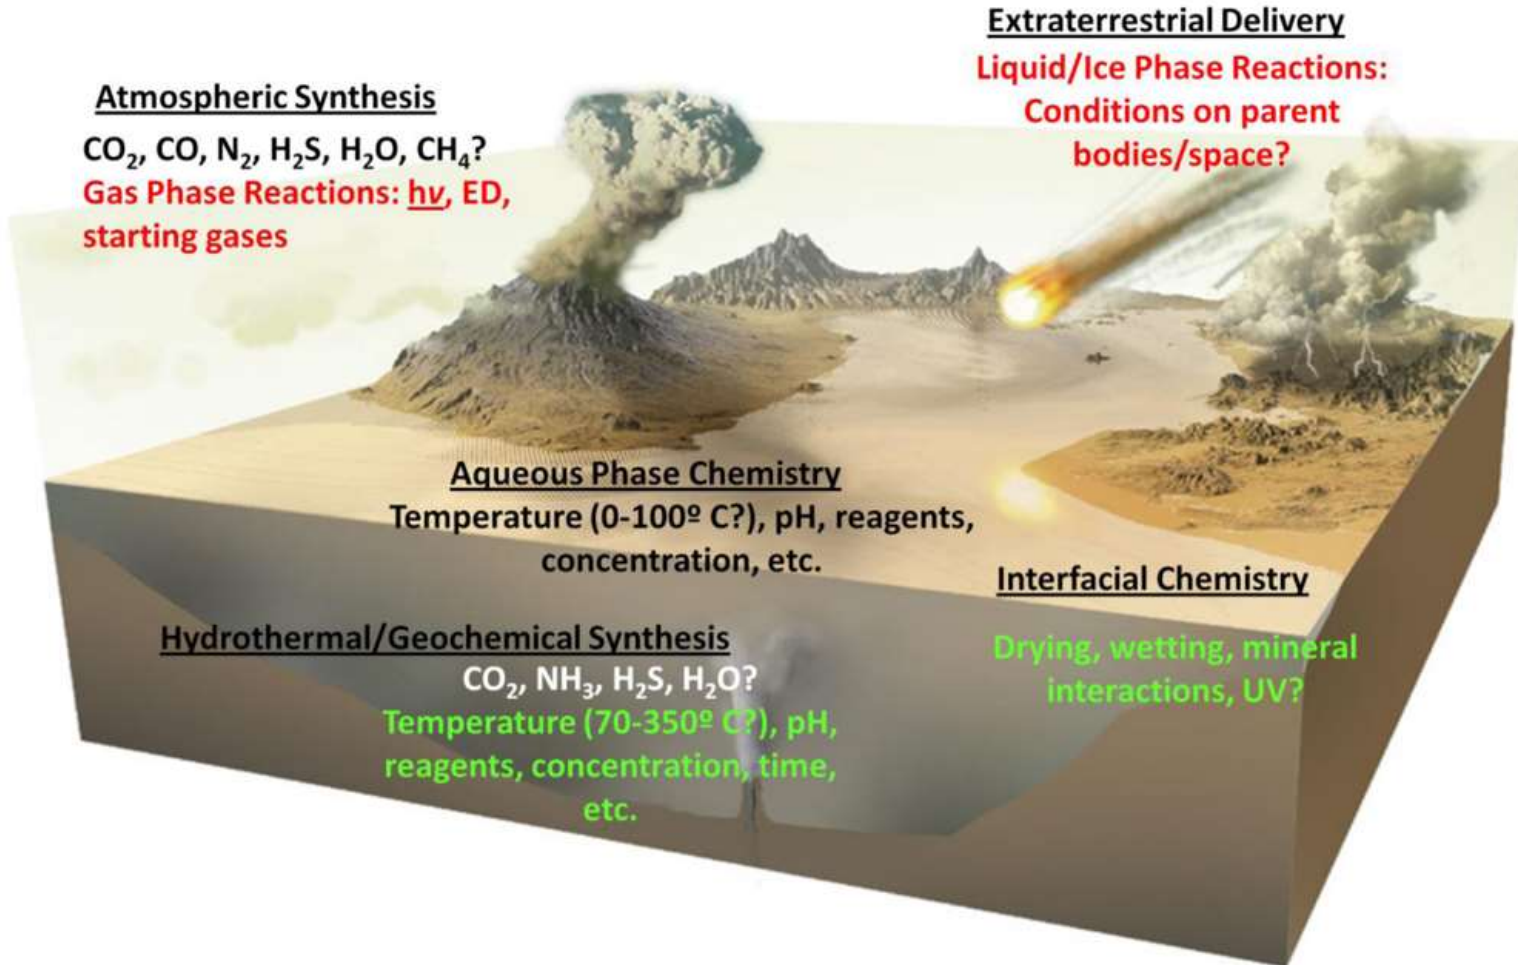 Extraterrestrial Delivery
Liquid/Ice Phase Reactions:
Conditions on parent
bodies/space?
Atmospheric Synthesis
CO₂, CO, N₂, H₂S, H₂O, CH₄?
Gas Phase Reactions: hν, ED,
starting gases
Aqueous Phase Chemistry
Temperature (0-100º C?), pH, reagents,
concentration, etc.
Interfacial Chemistry
Drying, wetting, mineral
interactions, UV?
Hydrothermal/Geochemical Synthesis
CO₂, NH₃, H₂S, H₂O?
Temperature (70-350º C?), pH,
reagents, concentration, time,
etc.